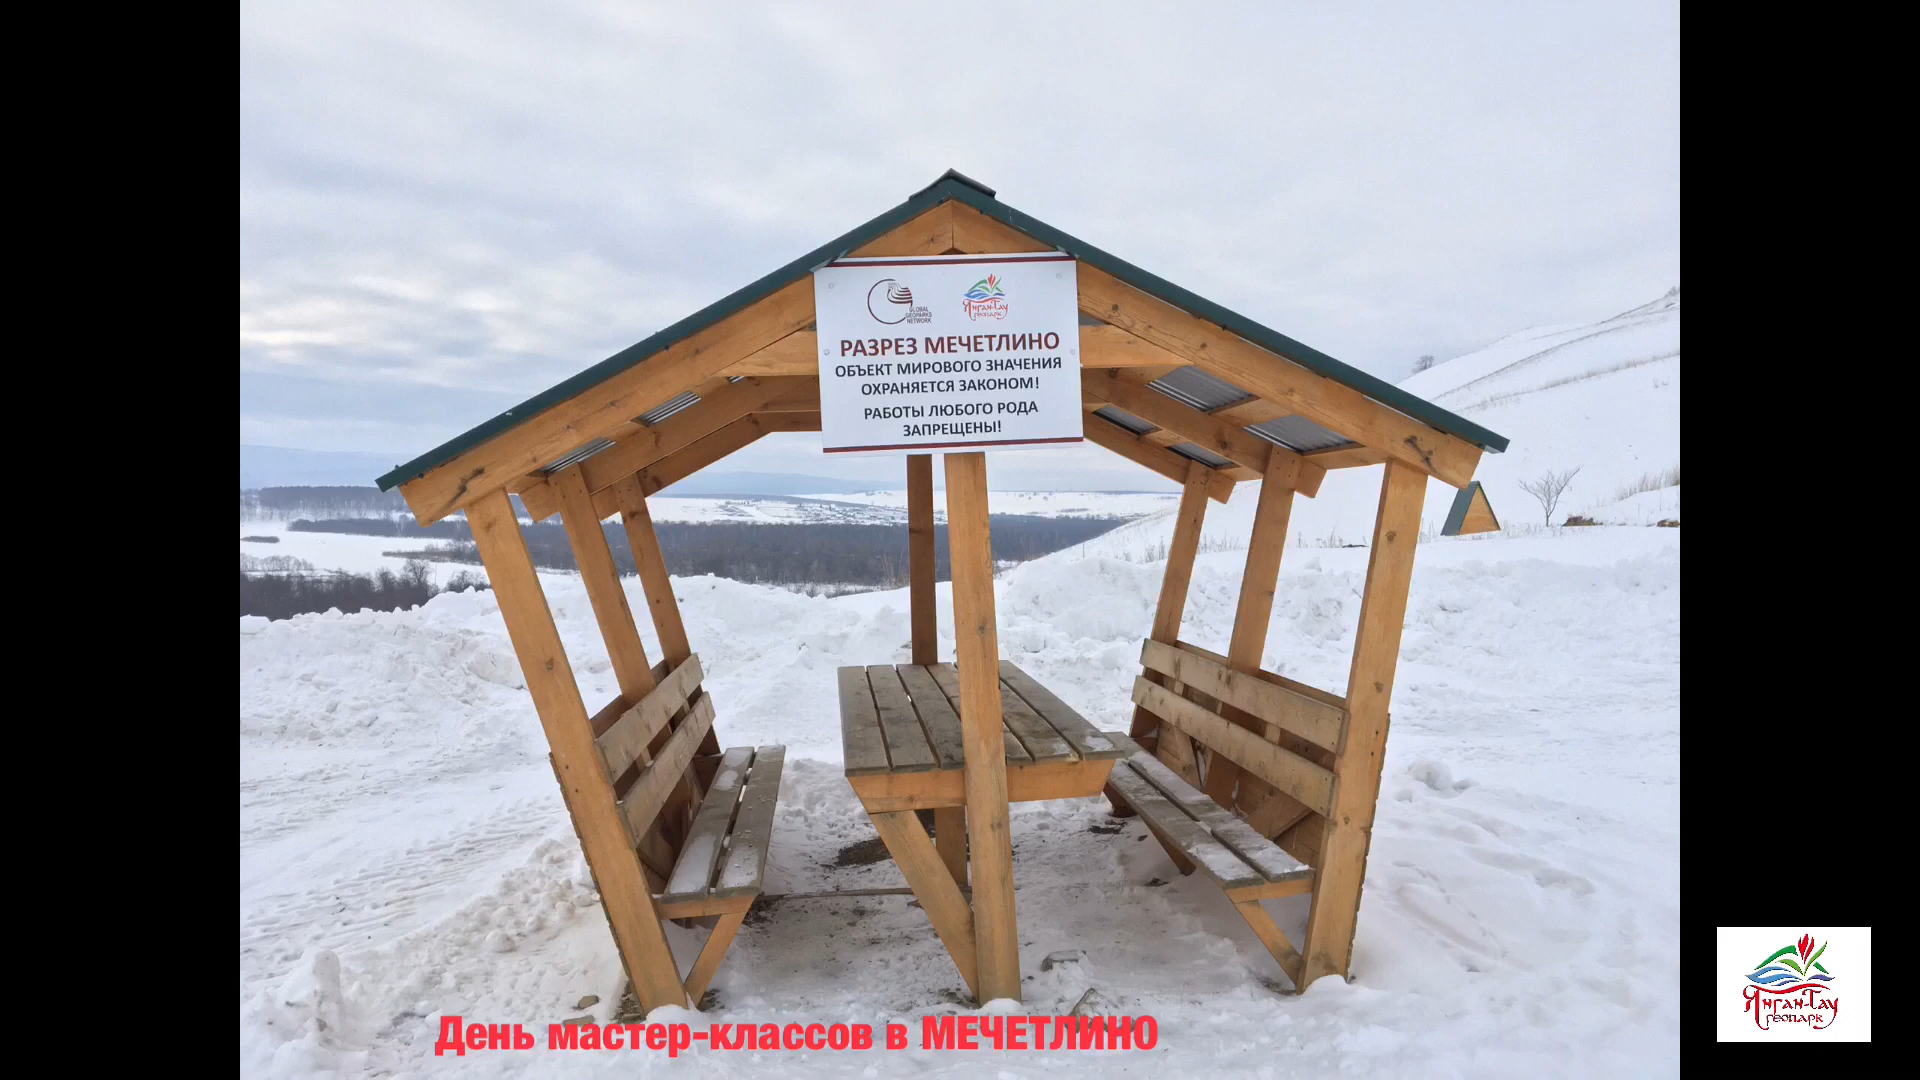 GLOBAL
GEOPARKS
NETWORK
Янган-Тау
геопарк
РАЗРЕЗ МЕЧЕТЛИНО
ОБЪЕКТ МИРОВОГО ЗНАЧЕНИЯ
ОХРАНЯЕТСЯ ЗАКОНОМ!
РАБОТЫ ЛЮБОГО РОДА
ЗАПРЕЩЕНЫ!
День мастер-классов в МЕЧЕТЛИНО
Янган-Тау
геопарк